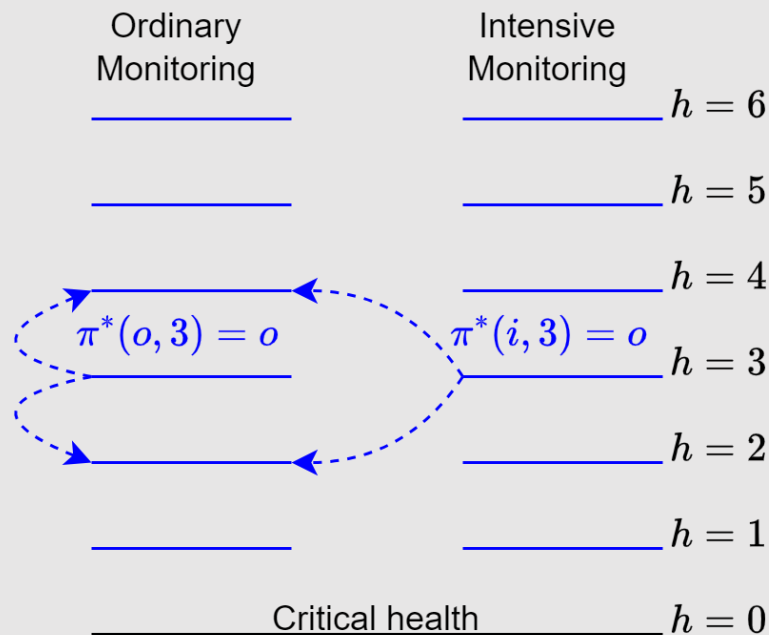 Ordinary
Monitoring
Intensive
Monitoring
h = 6
h = 5
h = 4
π*(o, 3) = o
π*(i, 3) = o
h = 3
h = 2
h = 1
Critical health
h = 0